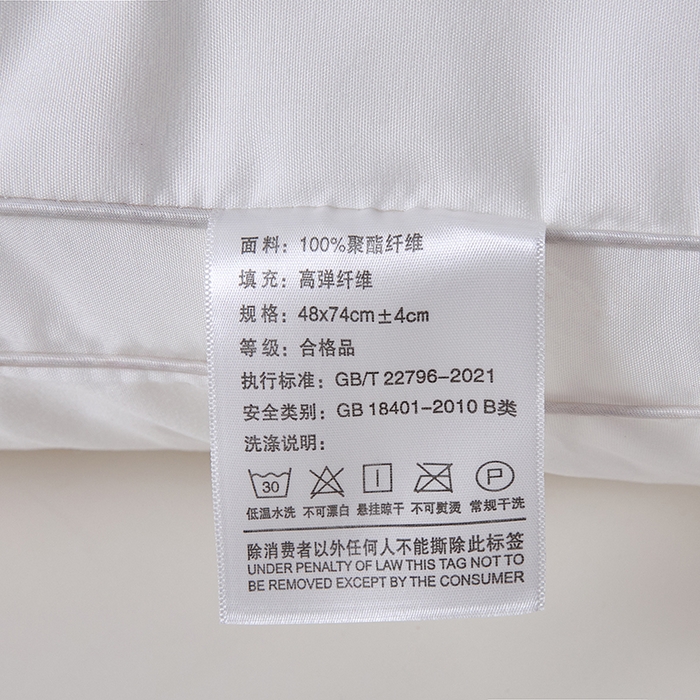 面料：100%聚酯纤维
填充：高弹纤维
规格：48x74cm±4cm
等级：合格品
执行标准：GB/T 22796-2021
安全类别：GB 18401-2010 B类
洗涤说明：
30 P
低温水洗 不可漂白 悬挂晾干 不可熨烫 常规干洗
除消费者以外任何人不能撕除此标签
UNDER PENALTY OF LAW THIS TAG NOT TO
BE REMOVED EXCEPT BY THE CONSUMER